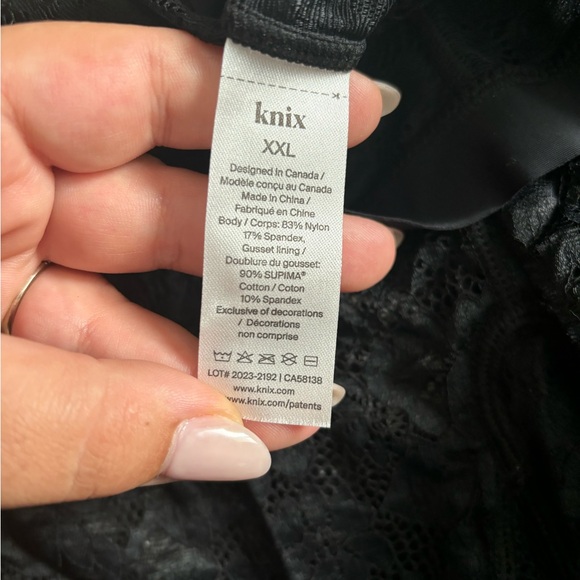 knix
XXL
Designed in Canada /
Modèle conçu au Canada
Made in China /
Fabriqué en Chine
Body / Corps: 83% Nylon
17% Spandex,
Gusset lining /
Doublure du gousset:
90% SUPIMA®
Cotton / Coton
10% Spandex
Exclusive of decorations
/ Décorations
non comprise
LOT# 2023-2192 | CA58138
www.knix.com
www.knix.com/patents